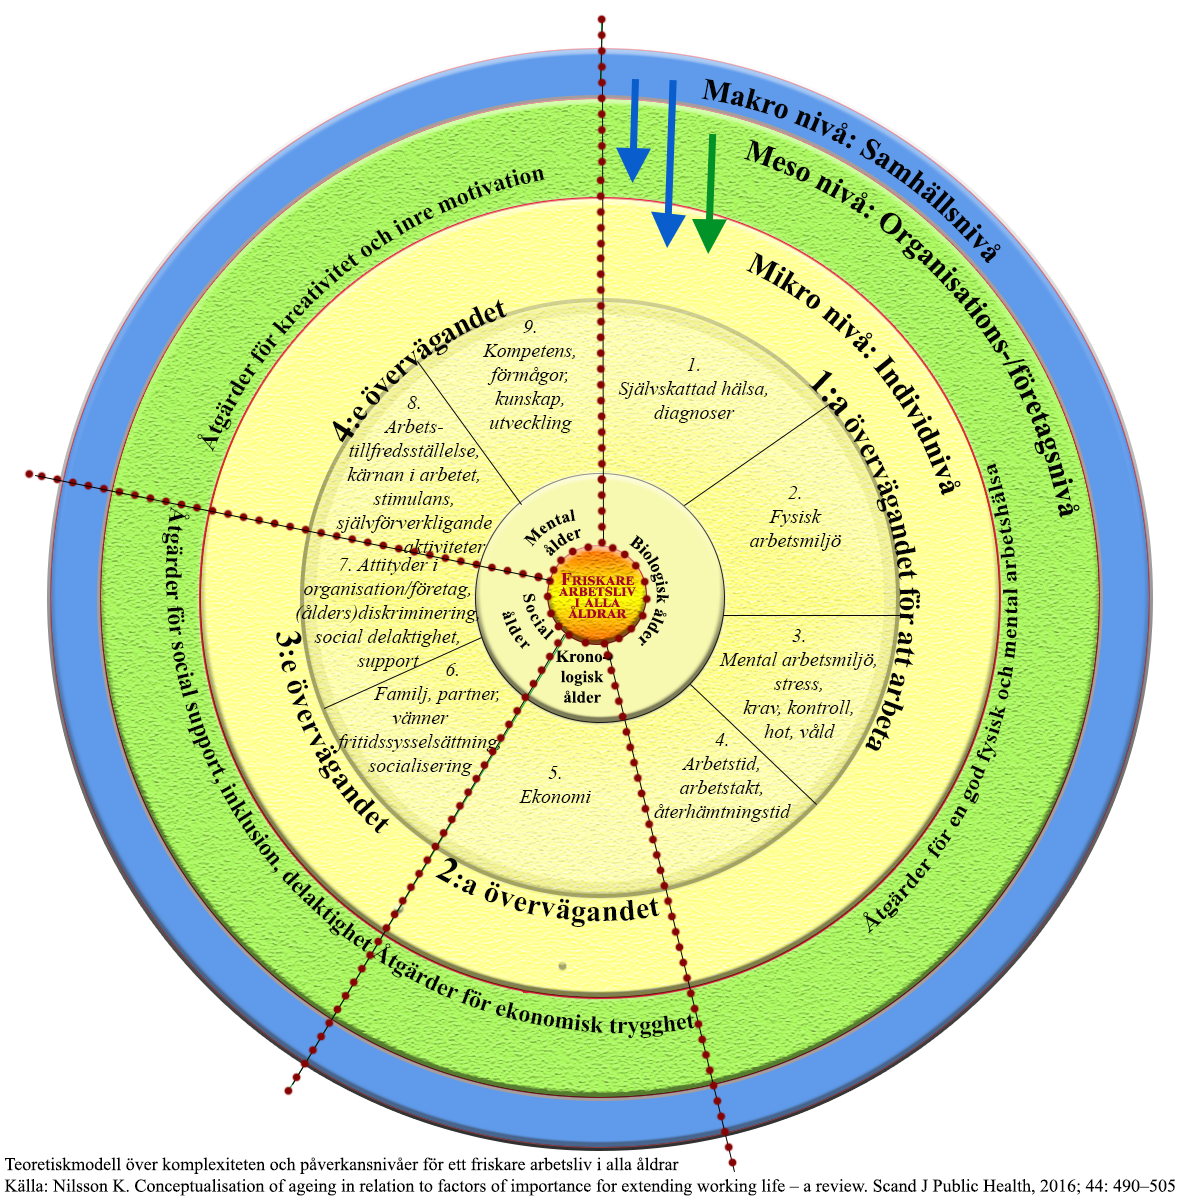 Makro nivå: Samhällsnivå
Meso nivå: Organisations-/företagsnivå
Mikro nivå: Individnivå
1:a övervägandet för att arbeta
Åtgärder för en god fysisk och mental arbetshälsa
2:a övervägandet
Åtgärder för ekonomisk trygghet
3:e övervägandet
Åtgärder för social support, inklusion, delaktighet
4:e övervägandet
Åtgärder för kreativitet och inre motivation
1.
Självskattad hälsa,
diagnoser
2.
Fysisk
arbetsmiljö
3.
Mental arbetsmiljö,
stress,
krav, kontroll,
hot, våld
4.
Arbetstid,
arbetstakt,
återhämtningstid
5.
Ekonomi
6.
Familj, partner,
vänner
fritidssysselsättning,
socialisering
7. Attityder i
organisation/företag,
(ålders)diskriminering,
social delaktighet,
support
8.
Arbets-
tillfredsställelse,
kärnan i arbetet,
stimulans,
självförverkligande
aktiviteter
9.
Kompetens,
förmågor,
kunskap,
utveckling
Mental
ålder
Biologisk ålder
Social
ålder
Krono-
logisk
ålder
FRISKARE
ARBETSLIV
I ALLA
ÅLDRAR
Teoretiskmodell över komplexiteten och påverkansnivåer för ett friskare arbetsliv i alla åldrar
Källa: Nilsson K. Conceptualisation of ageing in relation to factors of importance for extending working life – a review. Scand J Public Health, 2016; 44: 490–505